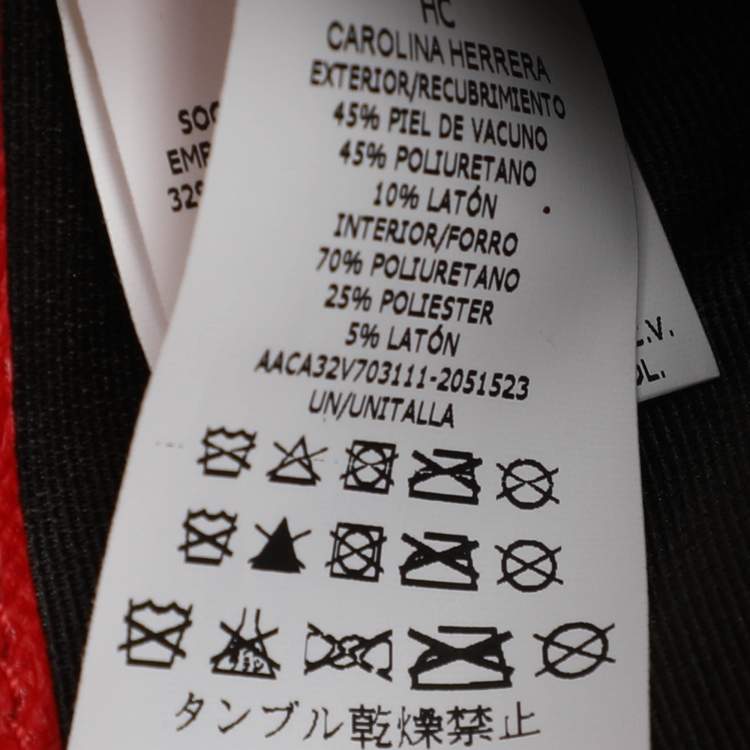 HC
CAROLINA HERRERA
EXTERIOR/RECUBRIMIENTO
45% PIEL DE VACUNO
45% POLIURETANO
10% LATÓN
INTERIOR/FORRO
70% POLIURETANO
25% POLIESTER
5% LATÓN
AACA32V703111-2051523
UN/UNITALLA
タンブル乾燥禁止